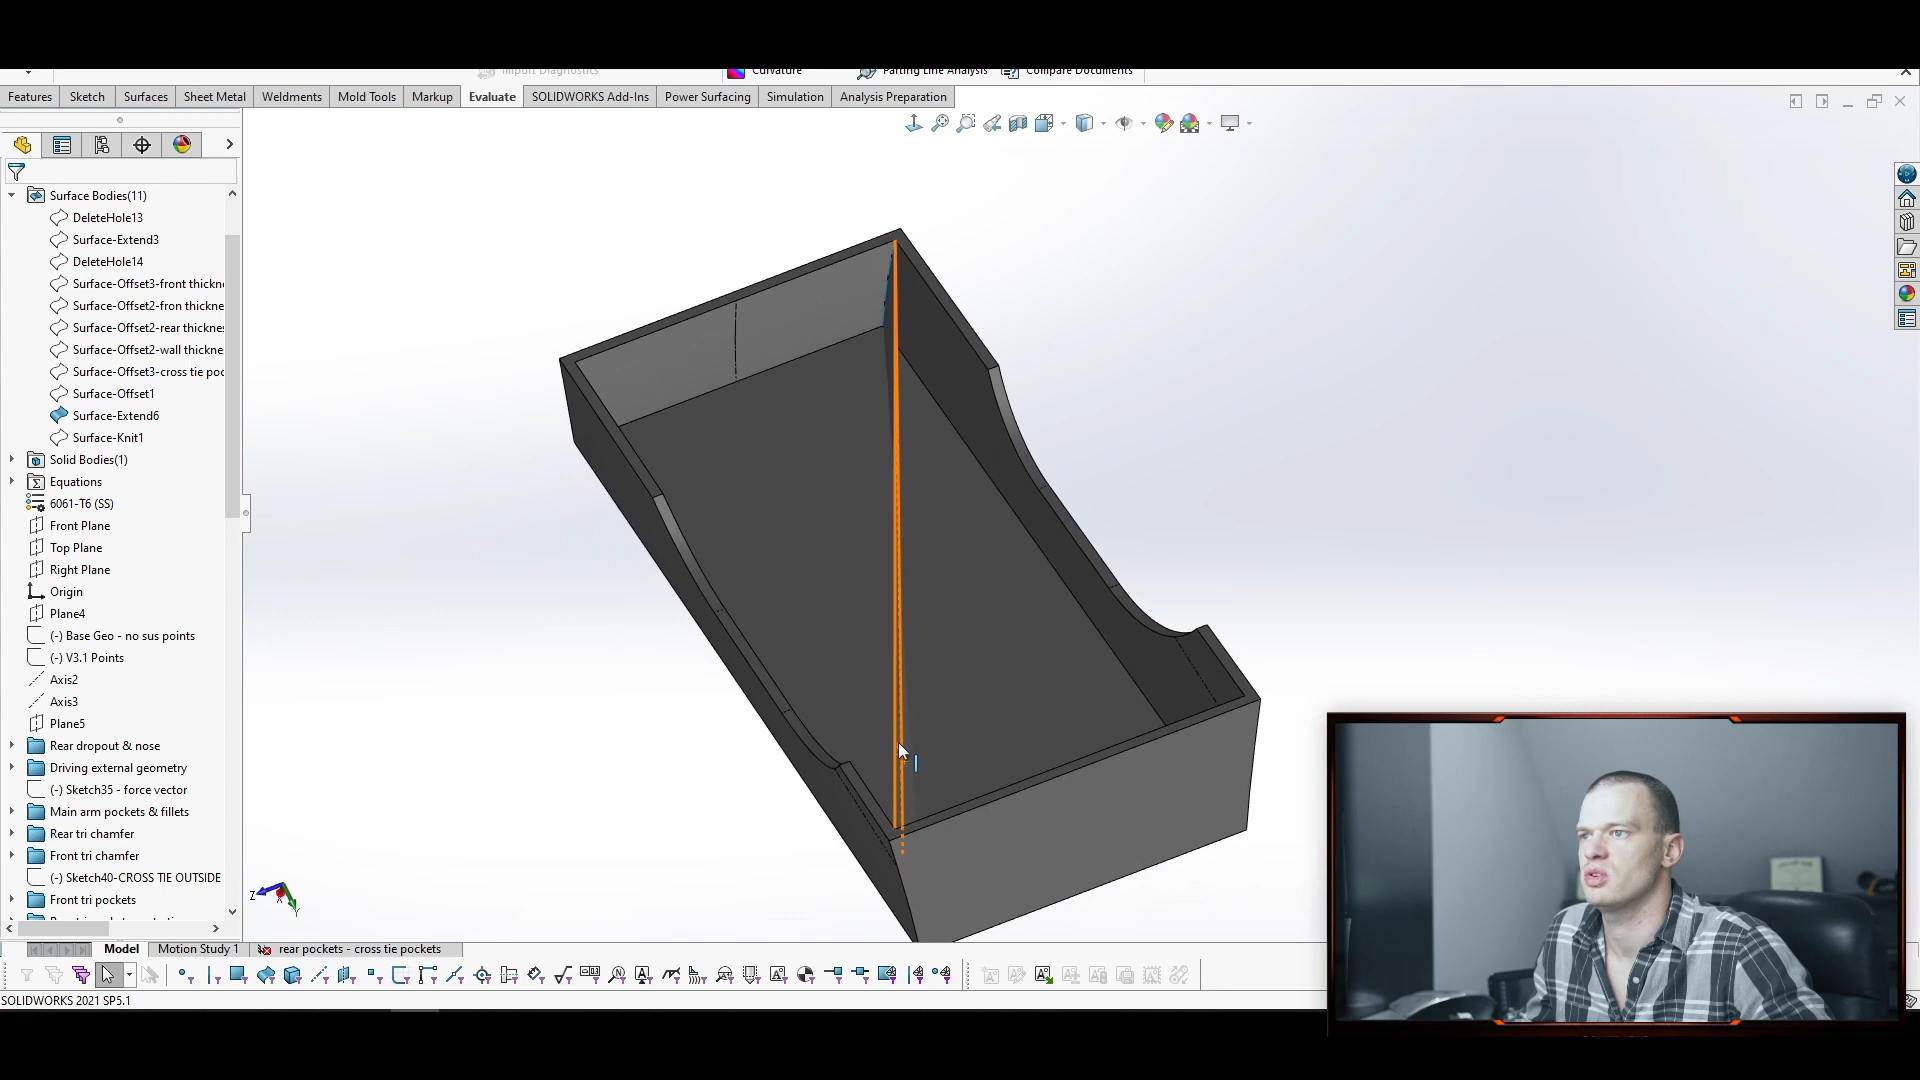 Import Diagnostics
Curvature
Parting Line Analysis
Compare Documents
Features
Sketch
Surfaces
Sheet Metal
Weldments
Mold Tools
Markup
Evaluate
SOLIDWORKS Add-Ins
Power Surfacing
Simulation
Analysis Preparation
Surface Bodies(11)
DeleteHole13
Surface-Extend3
DeleteHole14
Surface-Offset3-front thickn
Surface-Offset2-fron thickne
Surface-Offset2-rear thicknes
Surface-Offset2-wall thickne
Surface-Offset3-cross tie poc
Surface-Offset1
Surface-Extend6
Surface-Knit1
Solid Bodies(1)
Equations
6061-T6 (SS)
Front Plane
Top Plane
Right Plane
Origin
Plane4
(-) Base Geo - no sus points
(-) V3.1 Points
Axis2
Axis3
Plane5
Rear dropout & nose
Driving external geometry
(-) Sketch35 - force vector
Main arm pockets & fillets
Rear tri chamfer
Front tri chamfer
(-) Sketch40-CROSS TIE OUTSIDE
Front tri pockets
Z
Y
Model
Motion Study 1
rear pockets - cross tie pockets
SOLIDWORKS 2021 SP5.1